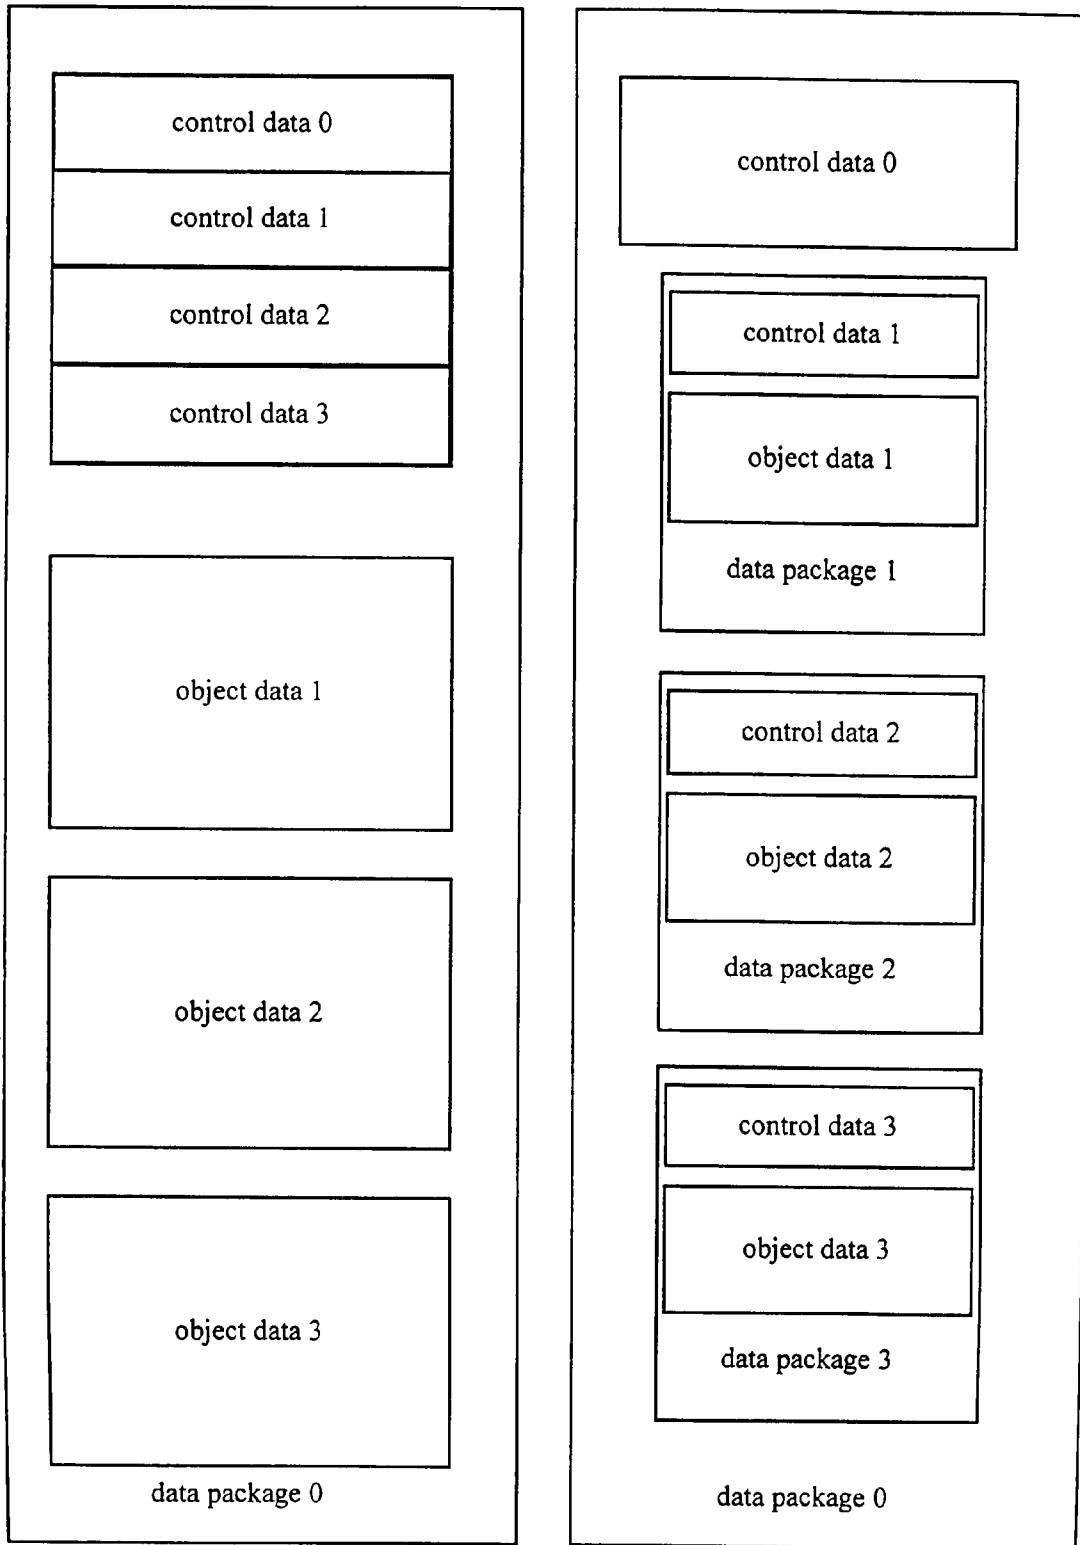 control data 0
control data 1
control data 2
control data 3
object data 1
object data 2
object data 3
data package 0
control data 0
control data 1
object data 1
data package 1
control data 2
object data 2
data package 2
control data 3
object data 3
data package 3
data package 0